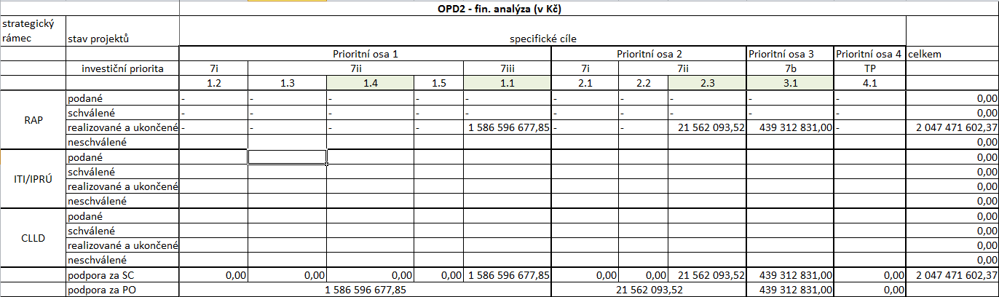 OPD2 - fin. analýza (v Kč)
strategický rámec stav projektů specifické cíle
Prioritní osa 1 Prioritní osa 2 Prioritní osa 3 Prioritní osa 4 celkem
investiční priorita 7i 7ii 7iii 7i 7ii 7b TP
1.2 1.3 1.4 1.5 1.1 2.1 2.2 2.3 3.1 4.1
RAP
podané - - - - - - - - - - 0,00
schválené - - - - - - - - - - 0,00
realizované a ukončené - - - - 1 586 596 677,85 - - 21 562 093,52 439 312 831,00 - 2 047 471 602,37
neschválené 0,00
ITI/IPRÚ
podané 0,00
schválené 0,00
realizované a ukončené 0,00
neschválené 0,00
CLLD
podané 0,00
schválené 0,00
realizované a ukončené 0,00
neschválené 0,00
podpora za SC 0,00 0,00 0,00 0,00 1 586 596 677,85 0,00 0,00 21 562 093,52 439 312 831,00 0,00 2 047 471 602,37
podpora za PO 1 586 596 677,85 21 562 093,52 439 312 831,00 0,00